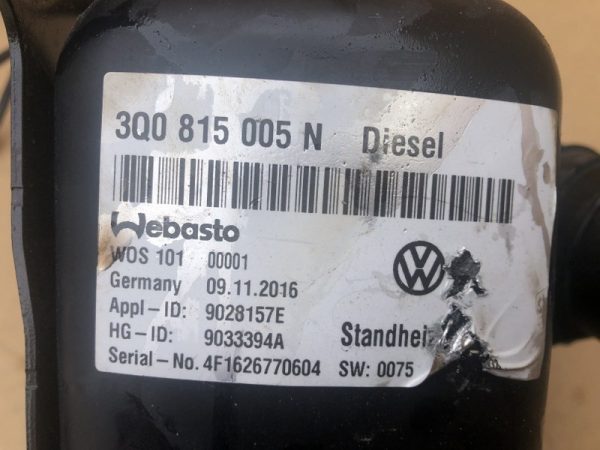 3Q0 815 005 N Diesel
Webasto
WOS 101 00001
Germany 09.11.2016
Appl-ID: 9028157E
HG-ID: 9033394A Standhei
Serial-No. 4F1626770604 SW: 0075